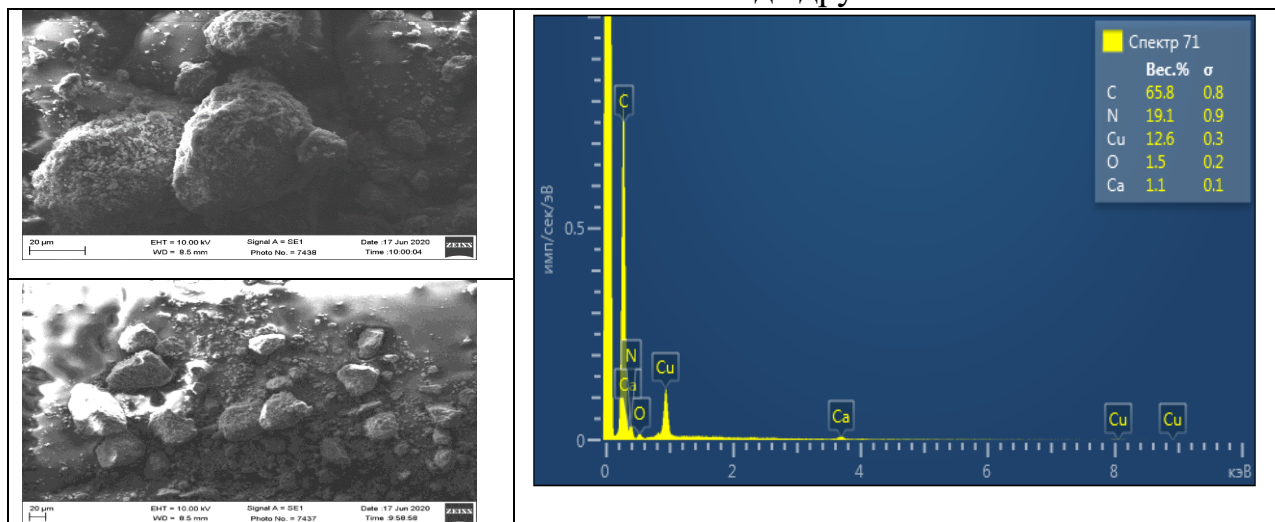 20 µm
EHT = 10.00 kV
WD = 8.5 mm
Signal A = SE1
Photo No. = 7438
Date :17 Jun 2020
Time :10:00:04
ZEISS
20 µm
EHT = 10.00 kV
WD = 8.5 mm
Signal A = SE1
Photo No. = 7437
Date :17 Jun 2020
Time :9:58:58
ZEISS
Спектр 71
Вес.% σ
C 65.8 0.8
N 19.1 0.9
Cu 12.6 0.3
O 1.5 0.2
Ca 1.1 0.1
имп/сек/эВ
0.5
0
C
N
Ca
O
Cu
Ca
Cu
Cu
0 2 4 6 8 кэВ